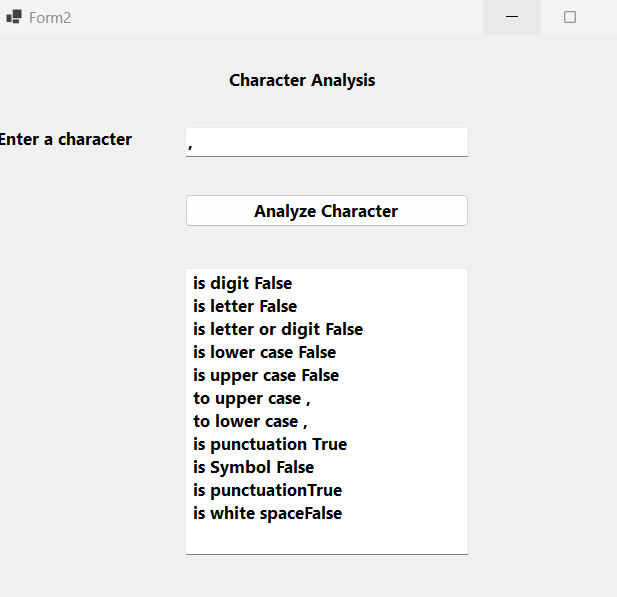 Form2
Character Analysis
Enter a character
,
Analyze Character
is digit False
is letter False
is letter or digit False
is lower case False
is upper case False
to upper case ,
to lower case ,
is punctuation True
is Symbol False
is punctuationTrue
is white spaceFalse